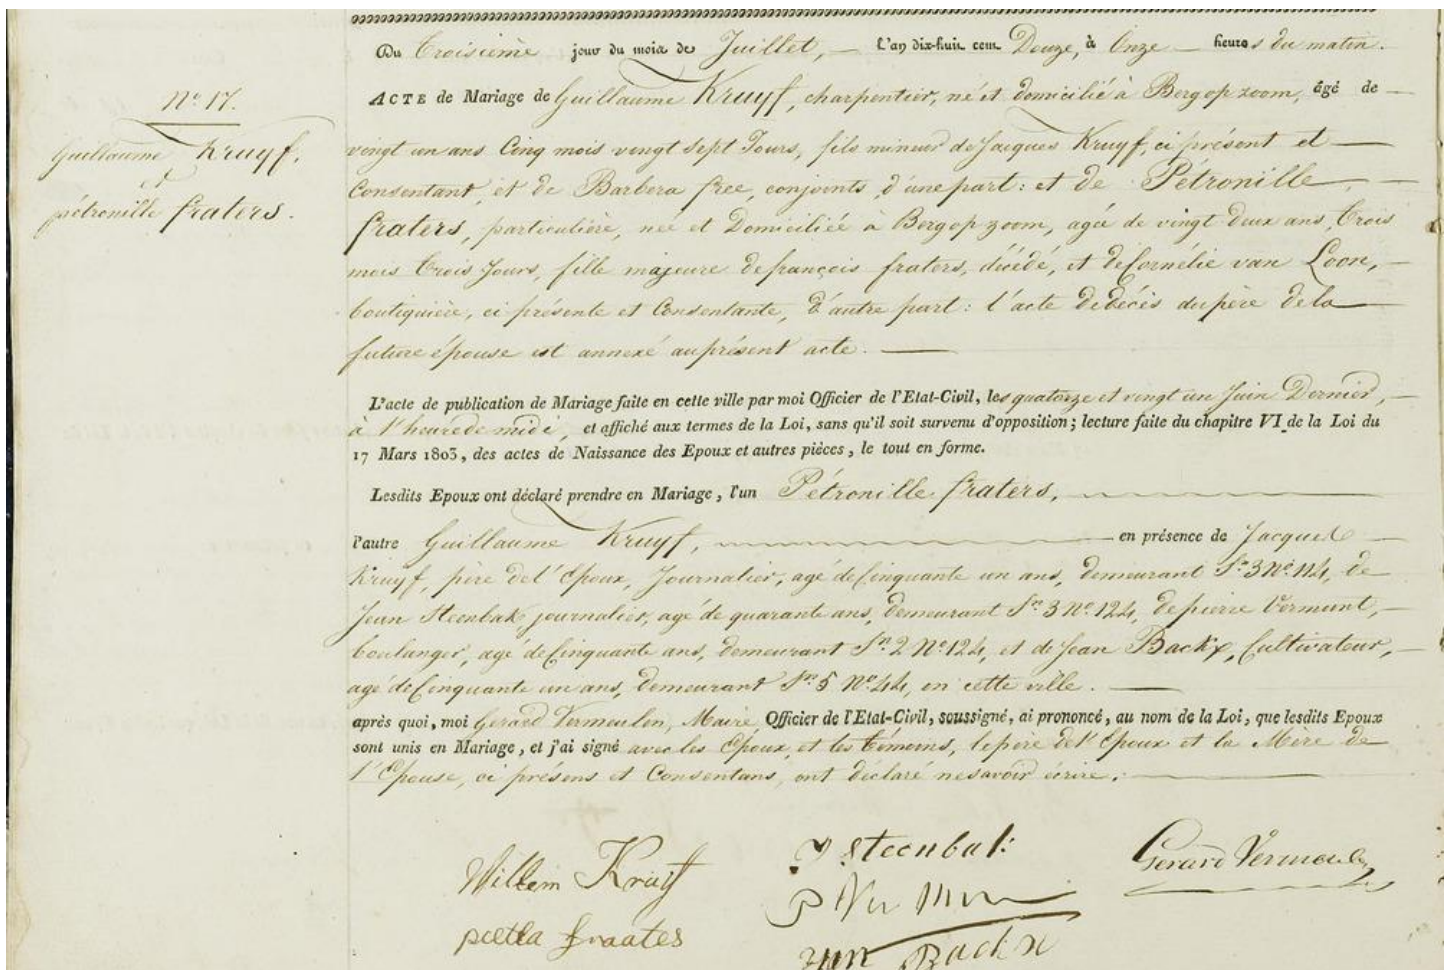 Du troisieme jour du mois de Juillet, l'an dix-huit cent Douze, à Onze heures du matin.
N.º 17.
Guillaume Kruyf,
et
pétronille fraters.
ACTE de Mariage de Guillaume Kruyf, charpentier, né et domicilié à Bergopzoom, âgé de
vingt un ans Cinq mois vingt Sept Jours, fils mineur de Jacques Kruyf, ci présent et
Consentant, et de Barbera free, conjoints, d'une part: et de Pétronille
fraters, particulière, née et Domiciliée à Bergopzoom, agée de vingt deux ans, trois
mois trois Jours, fille majeure de françois fraters, décédé, et de Cornélie van Loon,
boutiquière, ci présente et Consentante, d'autre part: l'acte de decès du père de la
future épouse est annexé au présent acte.
L'acte de publication de Mariage faite en cette ville par moi Officier de l'Etat-Civil, les quatorze et vingt un Juin Dernier,
à l'heure de midi, et affiché aux termes de la Loi, sans qu'il soit survenu d'opposition; lecture faite du chapitre VI de la Loi du
17 Mars 1803, des actes de Naissance des Epoux et autres pièces, le tout en forme.
Lesdits Epoux ont déclaré prendre en Mariage, l'un Pétronille fraters,
l'autre Guillaume Kruyf, en présence de Jacques
Kruyf, père de l'Epoux, Journalier, agé de Cinquante un ans, demeurant S.n 3 N.º 114, de
Jean Steenbak, journalier, agé de quarante ans, demeurant S.n 3 N.º 124, de pierre Vermunt,
boulanger, agé de Cinquante ans, demeurant S.n 2 N.º 124, et de Jean Backx, Cultivateur,
agé de Cinquante un ans, demeurant S.n 5 N.º 44, en cette ville.
après quoi, moi Gerard Vermeulen, Maire Officier de l'Etat-Civil, soussigné, ai prononcé, au nom de la Loi, que lesdits Epoux
sont unis en Mariage, et j'ai signé avec les Epoux, et les témoins, le père de l'Epoux et la Mère de
l'Epouse, ci présens et Consentans, ont déclaré ne savoir écrire.
Willem Kruyf
J Steenbak
Gerard Vermeulen
pietla fraates
P Ver
Jan Backx